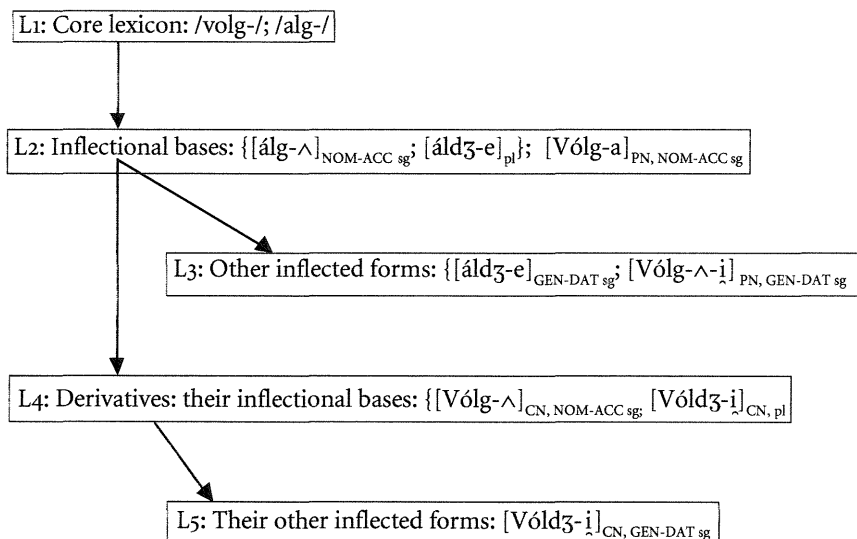 L1: Core lexicon: /volg-/; /alg-/
L2: Inflectional bases: {[álg-ʌ]NOM-ACC sg; [áldʒ-e]pl}; [Vólg-a]PN, NOM-ACC sg
L3: Other inflected forms: {[áldʒ-e]GEN-DAT sg; [Vólg-ʌ-i̯] PN, GEN-DAT sg
L4: Derivatives: their inflectional bases: {[Vólg-ʌ]CN, NOM-ACC sg; [Vóldʒ-i̯]CN, pl
L5: Their other inflected forms: [Vóldʒ-i̯]CN, GEN-DAT sg